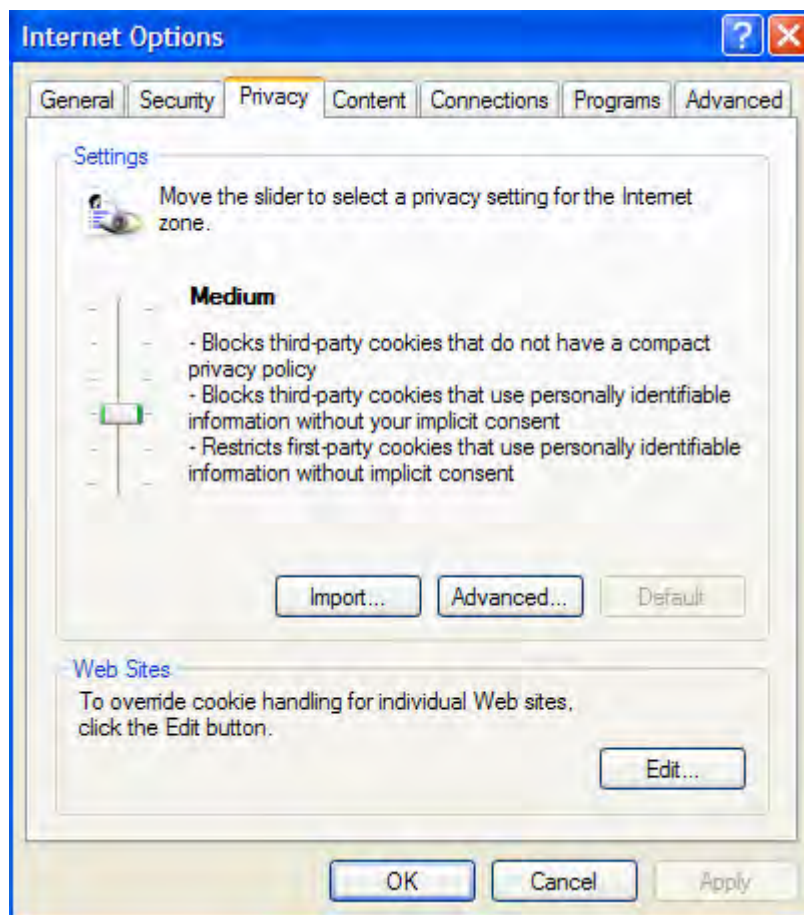 Internet Options
General Security Privacy Content Connections Programs Advanced
Settings
Move the slider to select a privacy setting for the Internet
zone.
Medium
- Blocks third-party cookies that do not have a compact
privacy policy
- Blocks third-party cookies that use personally identifiable
information without your implicit consent
- Restricts first-party cookies that use personally identifiable
information without implicit consent
Import... Advanced... Default
Web Sites
To override cookie handling for individual Web sites,
click the Edit button.
Edit...
OK Cancel Apply